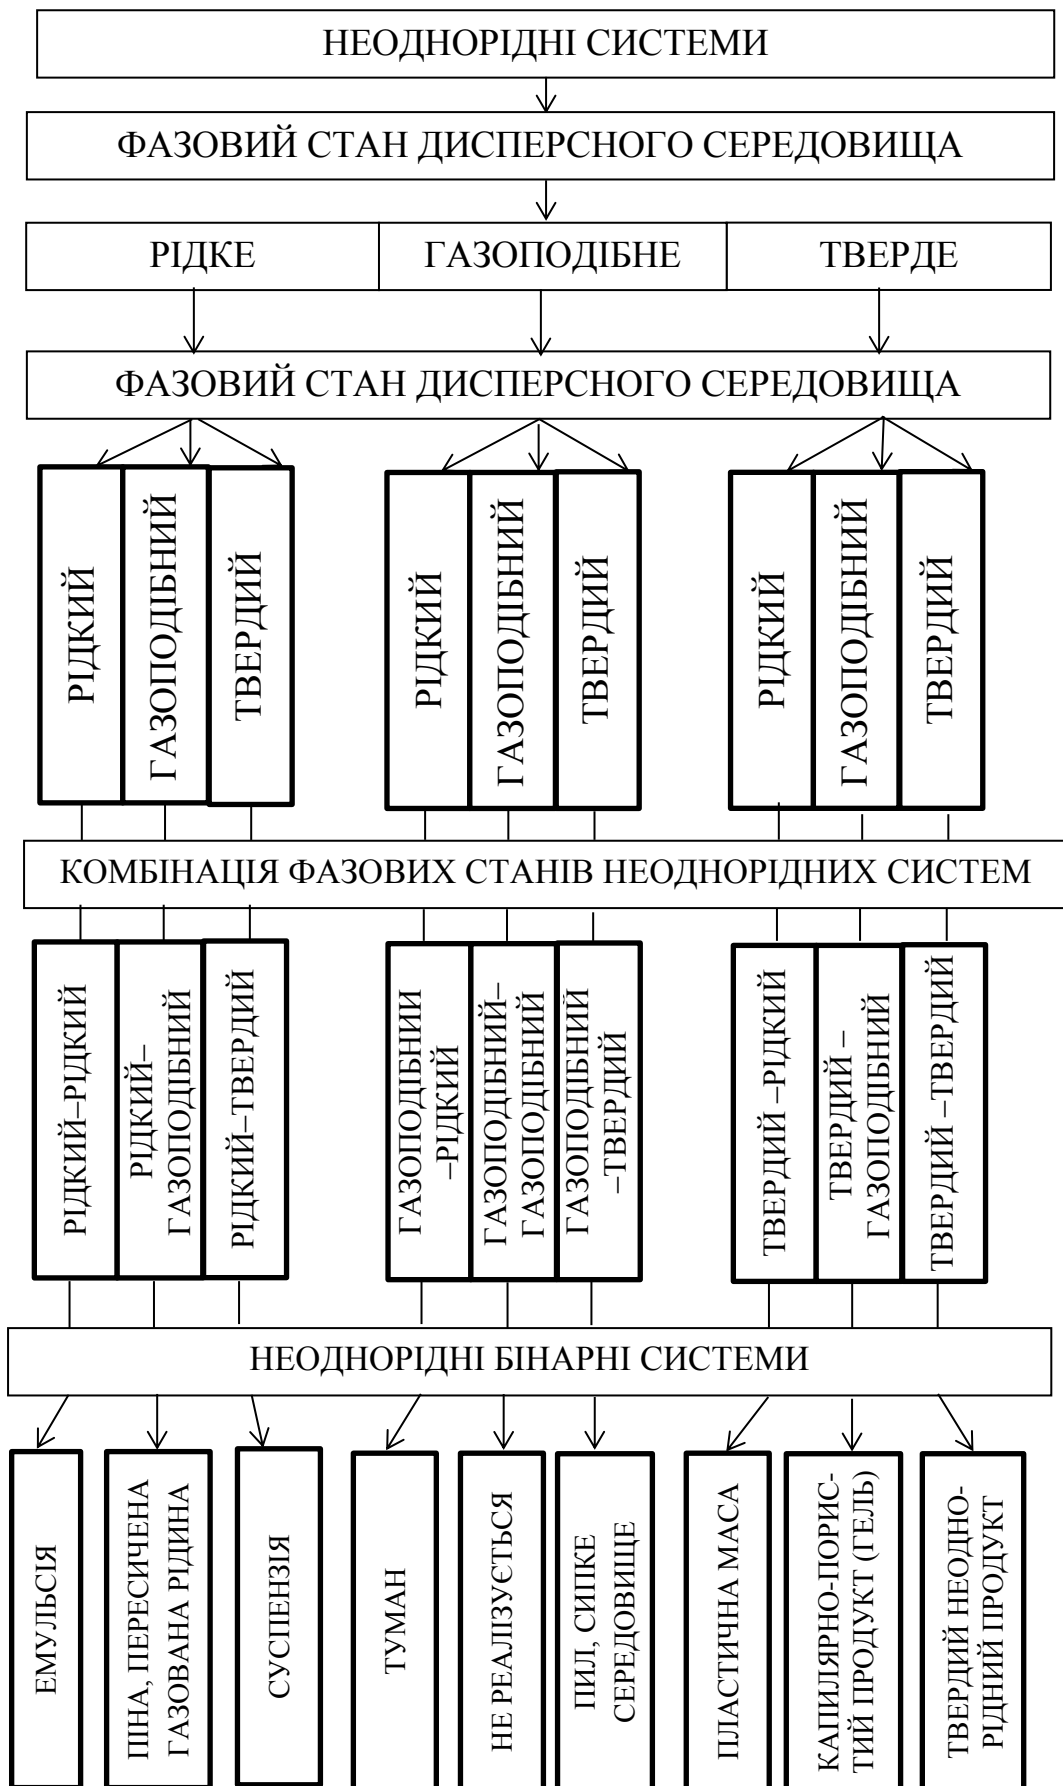 НЕОДНОРІДНІ СИСТЕМИ
ФАЗОВИЙ СТАН ДИСПЕРСНОГО СЕРЕДОВИЩА
РІДКЕ
ГАЗОПОДІБНЕ
ТВЕРДЕ
ФАЗОВИЙ СТАН ДИСПЕРСНОГО СЕРЕДОВИЩА
РІДКИЙ
ГАЗОПОДІБНИЙ
ТВЕРДИЙ
РІДКИЙ
ГАЗОПОДІБНИЙ
ТВЕРДИЙ
РІДКИЙ
ГАЗОПОДІБНИЙ
ТВЕРДИЙ
КОМБІНАЦІЯ ФАЗОВИХ СТАНІВ НЕОДНОРІДНИХ СИСТЕМ
РІДКИЙ–РІДКИЙ
РІДКИЙ–
ГАЗОПОДІБНИЙ
РІДКИЙ–ТВЕРДИЙ
ГАЗОПОДІБНИЙ
–РІДКИЙ
ГАЗОПОДІБНИЙ–
ГАЗОПОДІБНИЙ
ГАЗОПОДІБНИЙ
–ТВЕРДИЙ
ТВЕРДИЙ –РІДКИЙ
ТВЕРДИЙ –
ГАЗОПОДІБНИЙ
ТВЕРДИЙ –ТВЕРДИЙ
НЕОДНОРІДНІ БІНАРНІ СИСТЕМИ
ЕМУЛЬСІЯ
ПІНА, ПЕРЕСИЧЕНА
ГАЗОВАНА РІДИНА
СУСПЕНЗІЯ
ТУМАН
НЕ РЕАЛІЗУЄТЬСЯ
ПИЛ, СИПКЕ
СЕРЕДОВИЩЕ
ПЛАСТИЧНА МАСА
КАПИЛЯРНО-ПОРИС-
ТИЙ ПРОДУКТ (ГЕЛЬ)
ТВЕРДИЙ НЕОДНО-
РІДНИЙ ПРОДУКТ